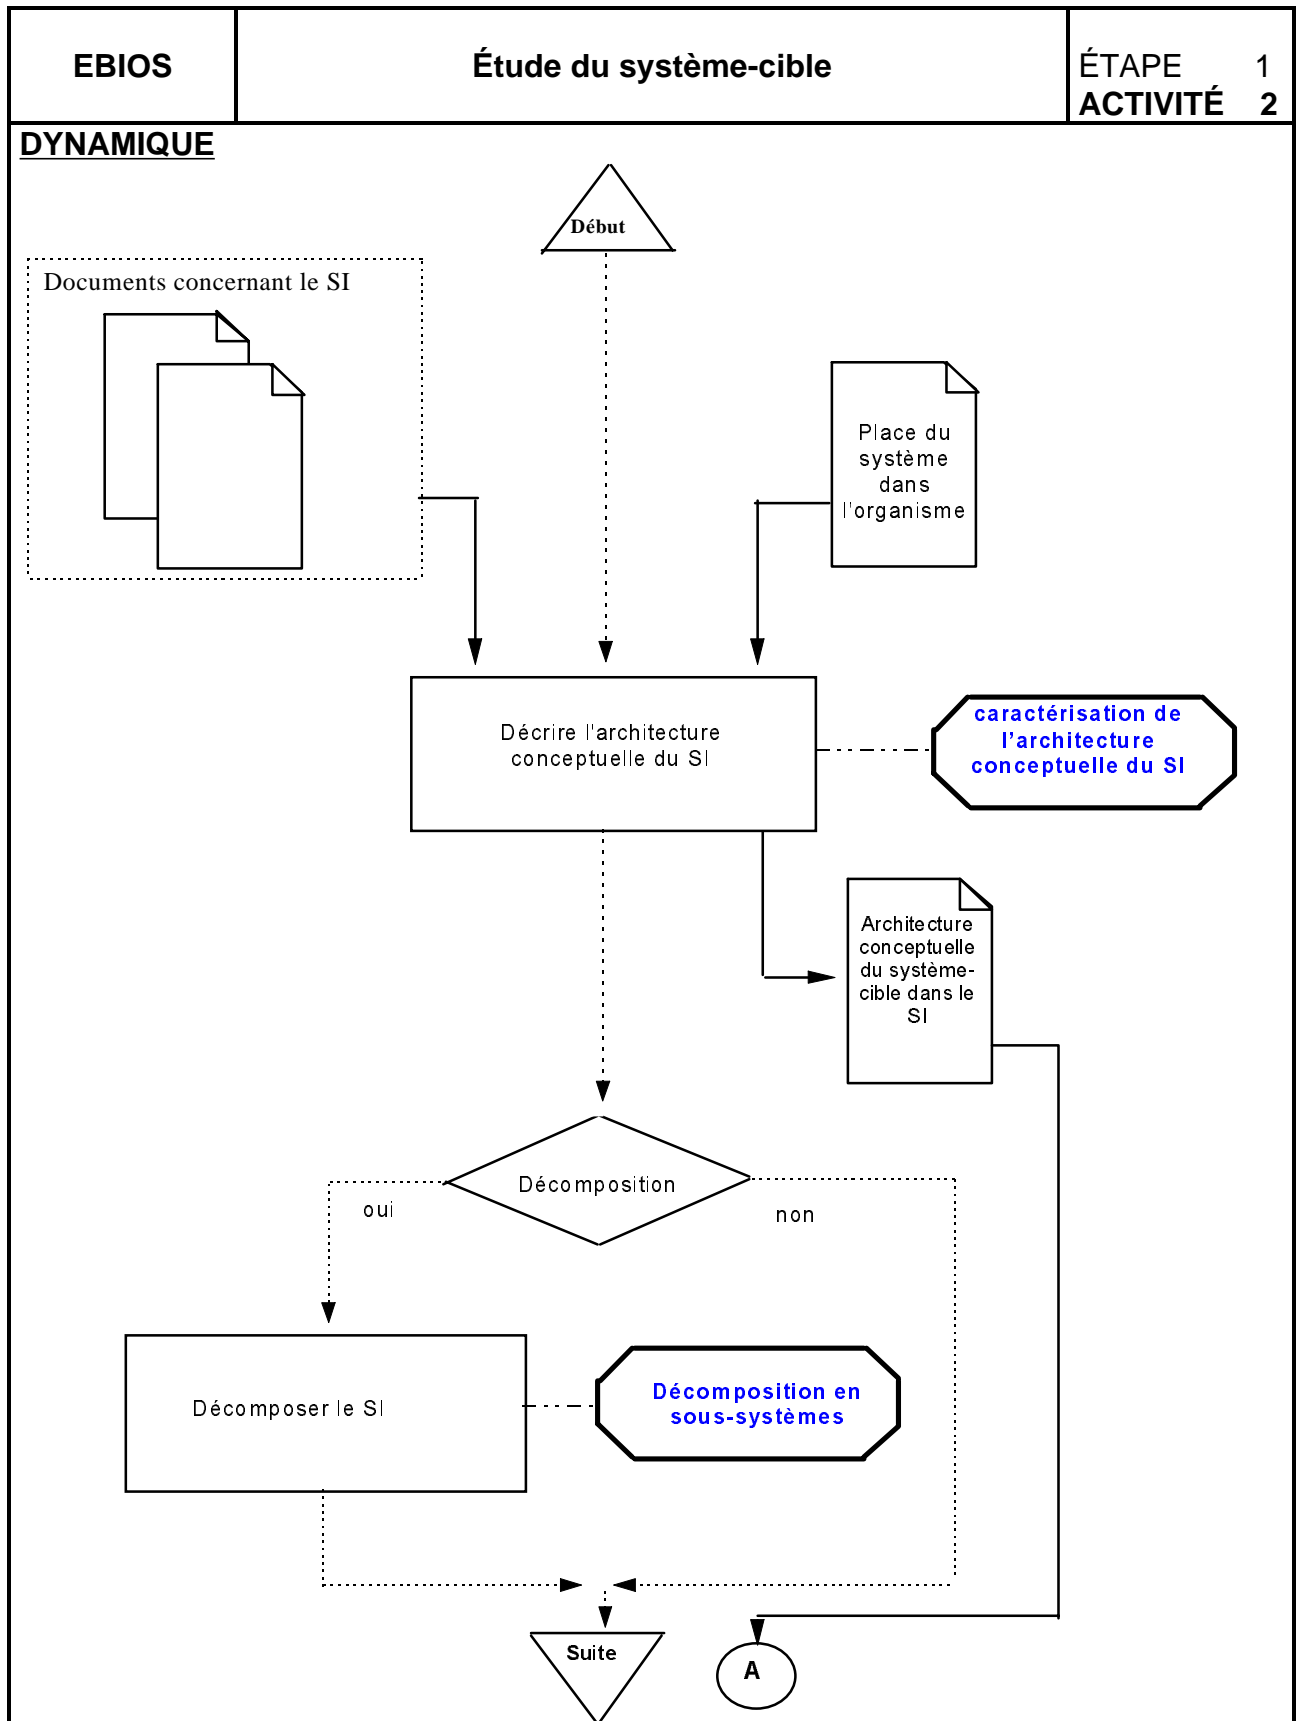 EBIOS
Étude du système-cible
ÉTAPE 1
ACTIVITÉ 2
DYNAMIQUE
Début
Documents concernant le SI
Place du
système
dans
l'organisme
Décrire l'architecture
conceptuelle du SI
caractérisation de
l'architecture
conceptuelle du SI
Architecture
conceptuelle
du système-
cible dans le
SI
Décomposition
oui
non
Décomposer le SI
Décomposition en
sous-systèmes
Suite
A